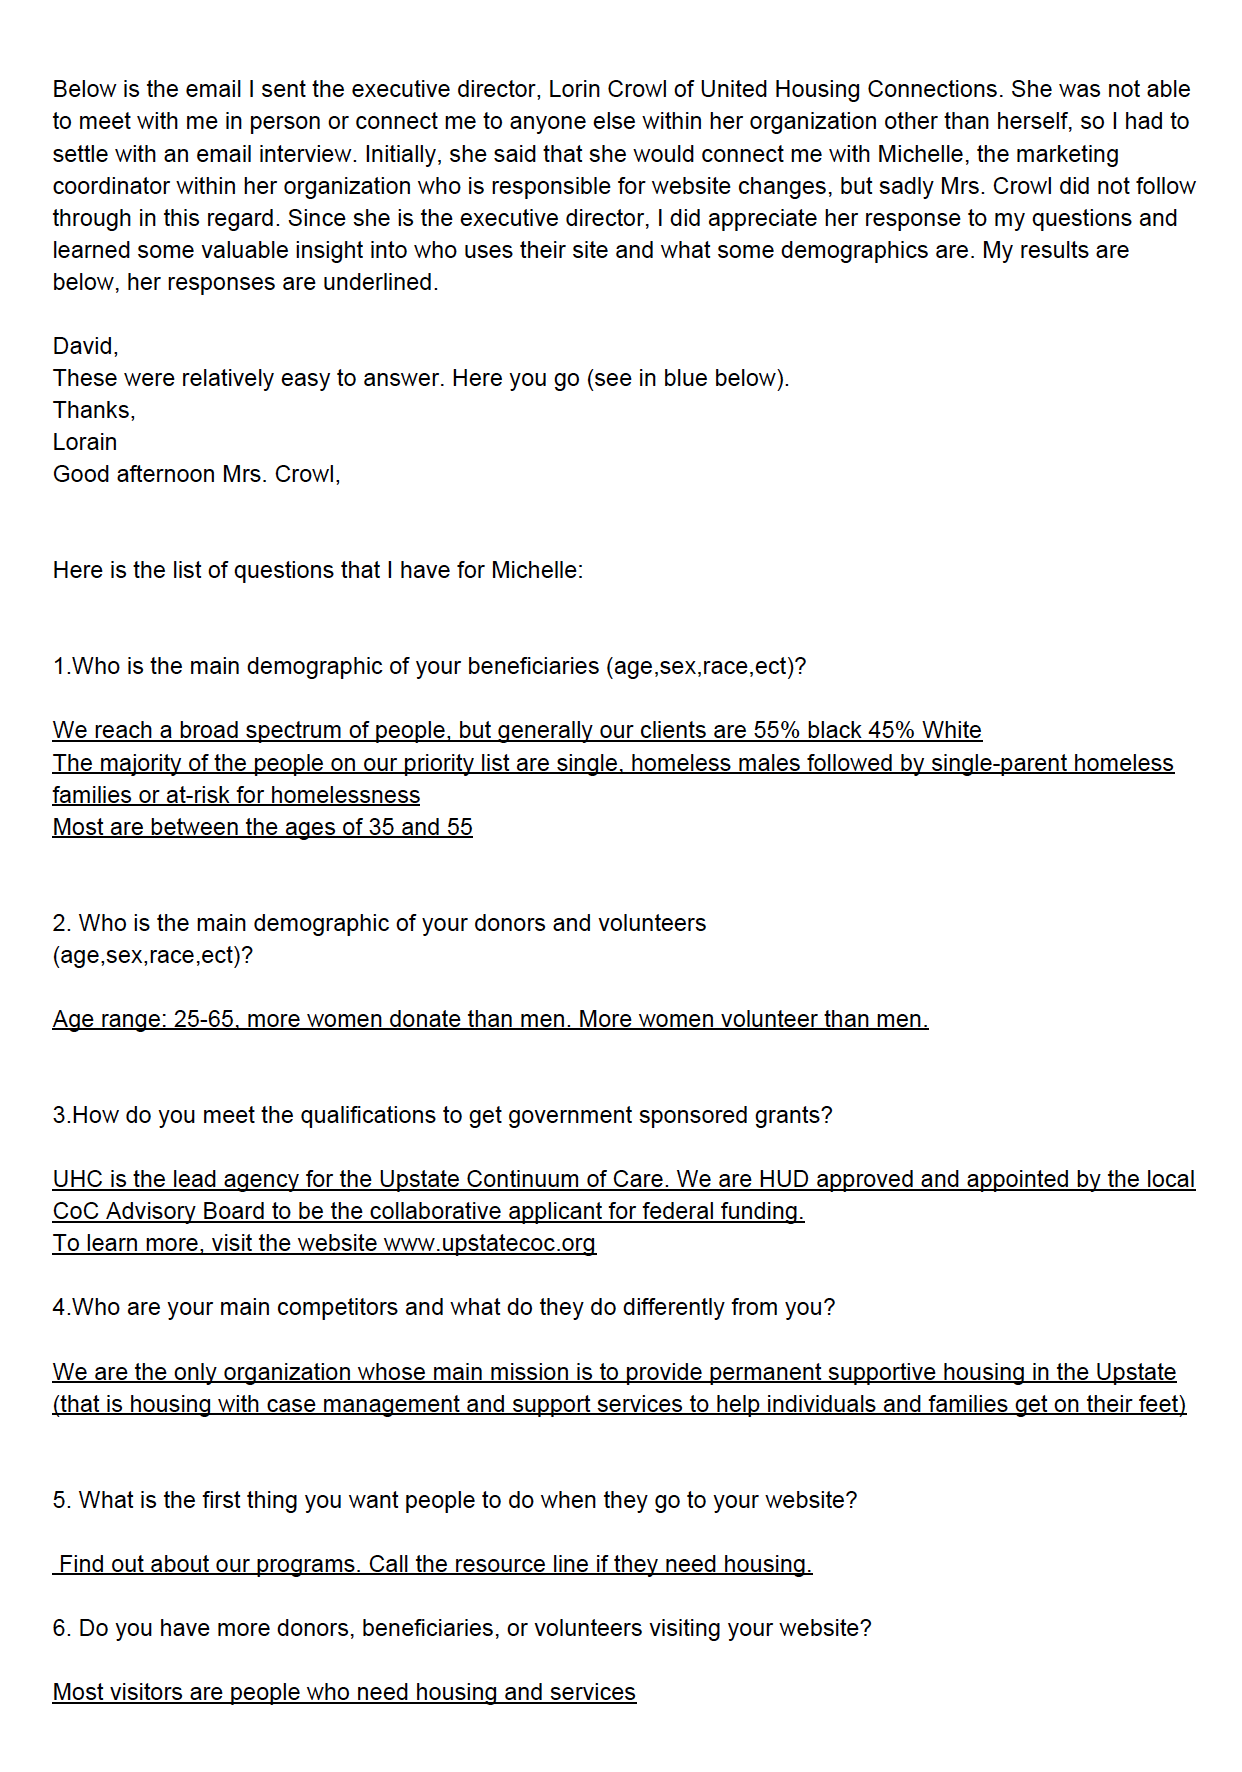 Below is the email I sent the executive director, Lorin Crowl of United Housing Connections. She was not able
to meet with me in person or connect me to anyone else within her organization other than herself, so I had to
settle with an email interview. Initially, she said that she would connect me with Michelle, the marketing
coordinator within her organization who is responsible for website changes, but sadly Mrs. Crowl did not follow
through in this regard. Since she is the executive director, I did appreciate her response to my questions and
learned some valuable insight into who uses their site and what some demographics are. My results are
below, her responses are underlined.
David,
These were relatively easy to answer. Here you go (see in blue below).
Thanks,
Lorain
Good afternoon Mrs. Crowl,
Here is the list of questions that I have for Michelle:
1.Who is the main demographic of your beneficiaries (age,sex,race,ect)?
We reach a broad spectrum of people, but generally our clients are 55% black 45% White
The majority of the people on our priority list are single, homeless males followed by single-parent homeless
families or at-risk for homelessness
Most are between the ages of 35 and 55
2. Who is the main demographic of your donors and volunteers
(age,sex,race,ect)?
Age range: 25-65, more women donate than men. More women volunteer than men.
3.How do you meet the qualifications to get government sponsored grants?
UHC is the lead agency for the Upstate Continuum of Care. We are HUD approved and appointed by the local
CoC Advisory Board to be the collaborative applicant for federal funding.
To learn more, visit the website www.upstatecoc.org
4.Who are your main competitors and what do they do differently from you?
We are the only organization whose main mission is to provide permanent supportive housing in the Upstate
(that is housing with case management and support services to help individuals and families get on their feet)
5. What is the first thing you want people to do when they go to your website?
Find out about our programs. Call the resource line if they need housing.
6. Do you have more donors, beneficiaries, or volunteers visiting your website?
Most visitors are people who need housing and services